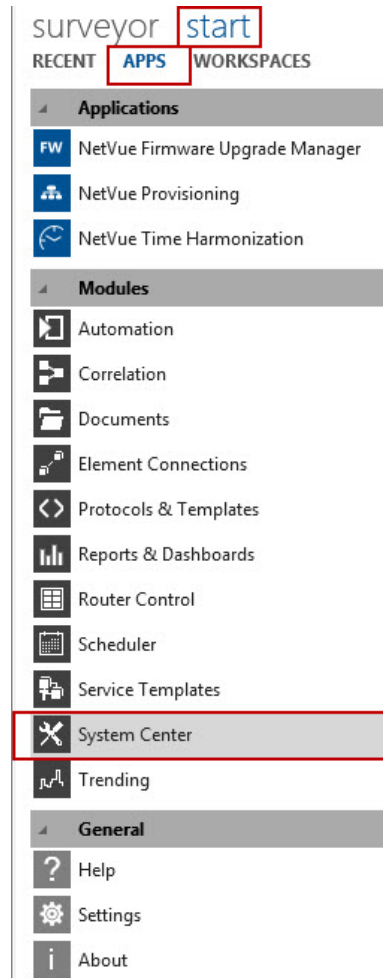 surveyor start
RECENT APPS WORKSPACES
Applications
FW NetVue Firmware Upgrade Manager
NetVue Provisioning
NetVue Time Harmonization
Modules
Automation
Correlation
Documents
Element Connections
Protocols & Templates
Reports & Dashboards
Router Control
Scheduler
Service Templates
System Center
Trending
General
? Help
Settings
i About